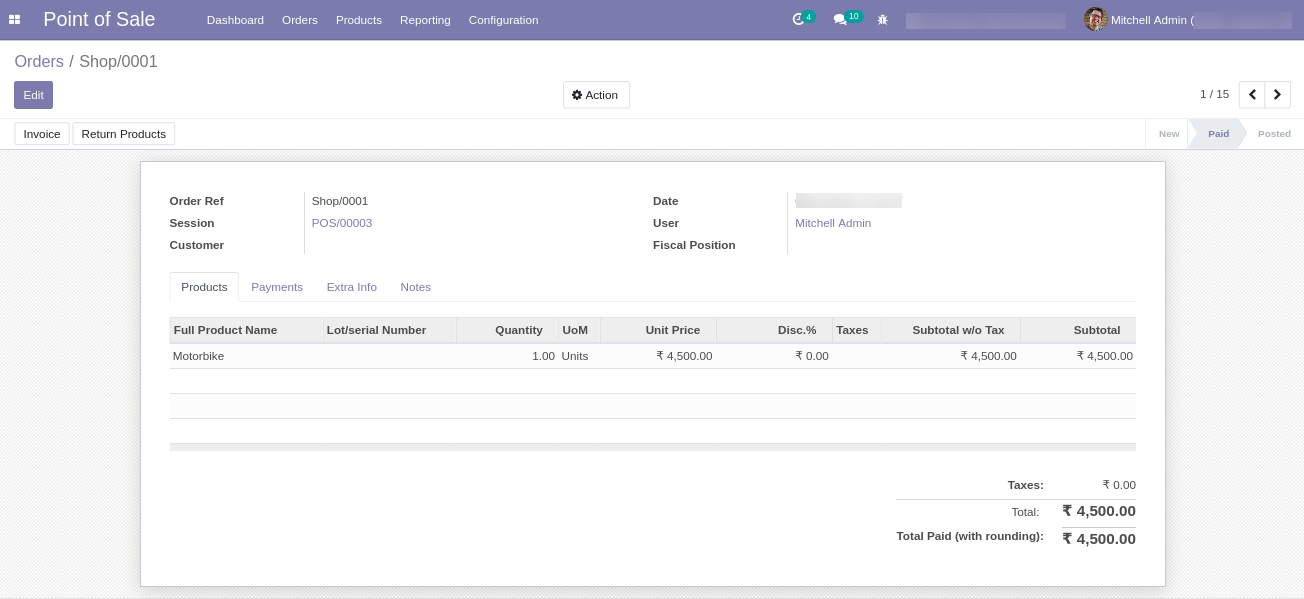 Point of Sale Dashboard Orders Products Reporting Configuration 4 10 Mitchell Admin (
Orders / Shop/0001
Edit Action 1 / 15
Invoice Return Products New Paid Posted
Order Ref Shop/0001 Date
Session POS/00003 User Mitchell Admin
Customer Fiscal Position
Products Payments Extra Info Notes
Full Product Name Lot/serial Number Quantity UoM Unit Price Disc.% Taxes Subtotal w/o Tax Subtotal
Motorbike 1.00 Units ₹ 4,500.00 ₹ 0.00 ₹ 4,500.00 ₹ 4,500.00
Taxes: ₹ 0.00
Total: ₹ 4,500.00
Total Paid (with rounding): ₹ 4,500.00